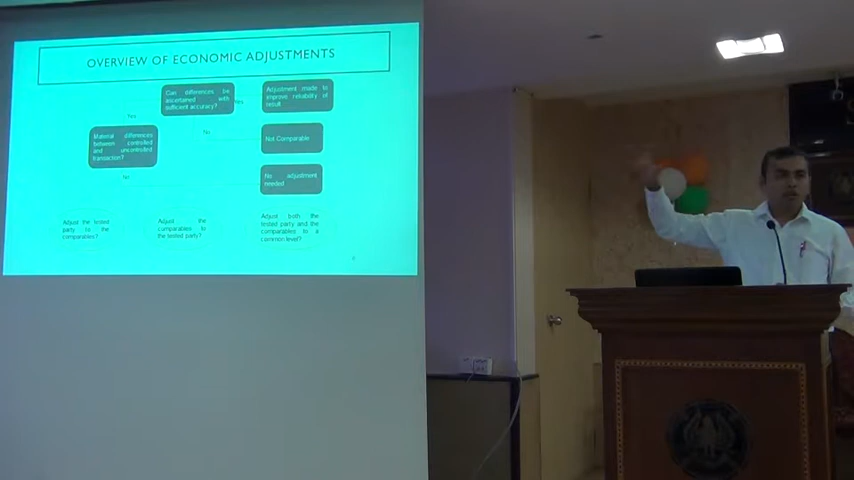 OVERVIEW OF ECONOMIC ADJUSTMENTS
Can differences be
ascertained with
sufficient accuracy?
Yes
Adjustment made to
improve reliability of
result
Yes
Material differences
between controlled
and uncontrolled
transaction?
No
Not Comparable
No
No adjustment
needed
Adjust the tested
party to the
comparables?
Adjust the
comparables to
the tested party?
Adjust both the
tested party and the
comparables to a
common level?